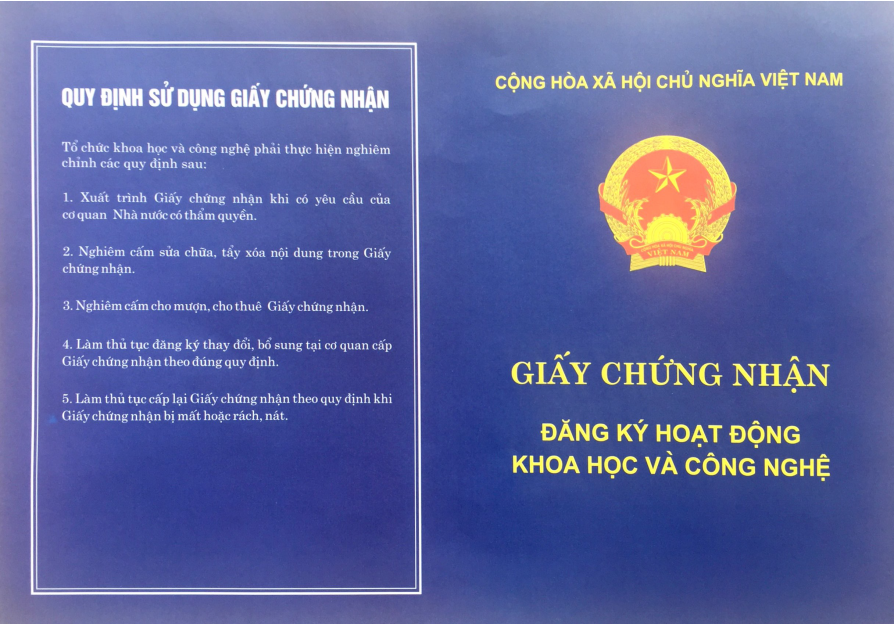 QUY ĐỊNH SỬ DỤNG GIẤY CHỨNG NHẬN
Tổ chức khoa học và công nghệ phải thực hiện nghiêm
chỉnh các quy định sau:
1. Xuất trình Giấy chứng nhận khi có yêu cầu của
cơ quan Nhà nước có thẩm quyền.
2. Nghiêm cấm sửa chữa, tẩy xóa nội dung trong Giấy
chứng nhận.
3. Nghiêm cấm cho mượn, cho thuê Giấy chứng nhận.
4. Làm thủ tục đăng ký thay đổi, bổ sung tại cơ quan cấp
Giấy chứng nhận theo đúng quy định.
5. Làm thủ tục cấp lại Giấy chứng nhận theo quy định khi
Giấy chứng nhận bị mất hoặc rách, nát.
CỘNG HÒA XÃ HỘI CHỦ NGHĨA VIỆT NAM
CỘNG HÒA XÃ HỘI CHỦ NGHĨA
VIỆT NAM
GIẤY CHỨNG NHẬN
ĐĂNG KÝ HOẠT ĐỘNG
KHOA HỌC VÀ CÔNG NGHỆ